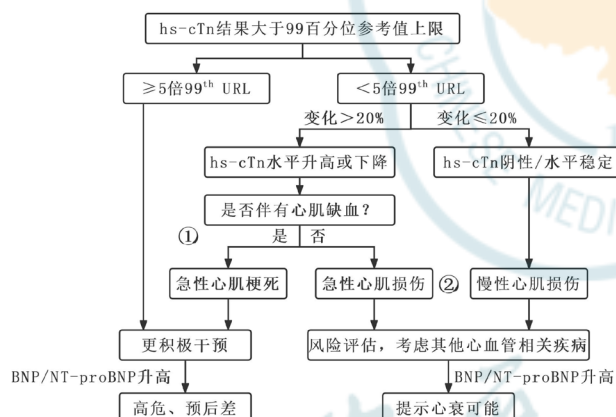 hs-cTn结果大于99百分位参考值上限
≥5倍99th URL
<5倍99th URL
变化>20%
变化≤20%
hs-cTn水平升高或下降
hs-cTn阴性/水平稳定
是否伴有心肌缺血?
①
是
否
急性心肌梗死
急性心肌损伤
②
慢性心肌损伤
更积极干预
风险评估，考虑其他心血管相关疾病
BNP/NT-proBNP升高
BNP/NT-proBNP升高
高危、预后差
提示心衰可能
CHINESE MEDI